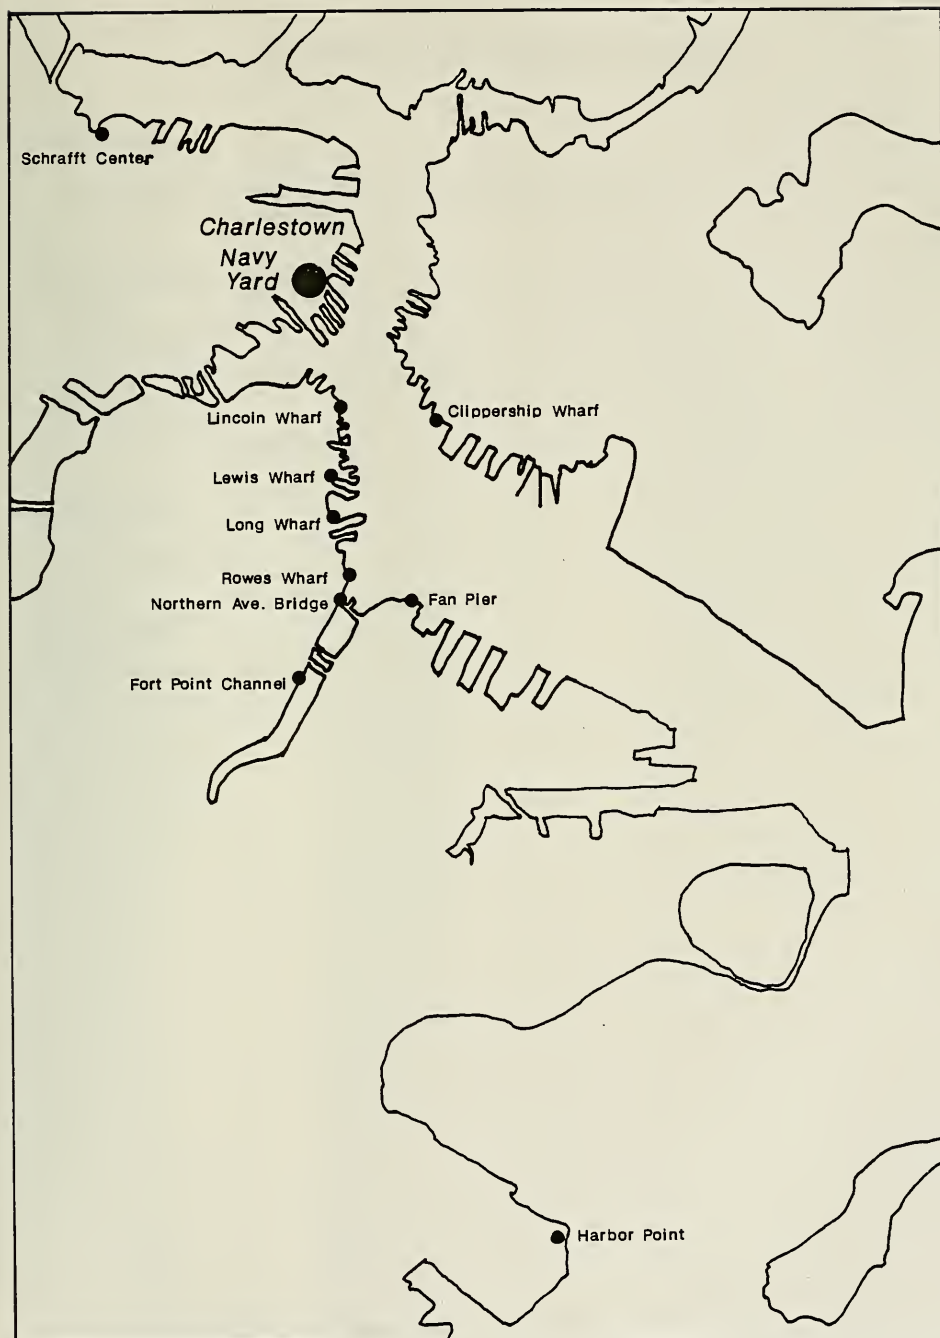 Schrafft Center
Charlestown
Navy
Yard
Lincoln Wharf
Clippership Wharf
Lewis Wharf
Long Wharf
Rowes Wharf
Northern Ave. Bridge
Fan Pier
Fort Point Channel
Harbor Point